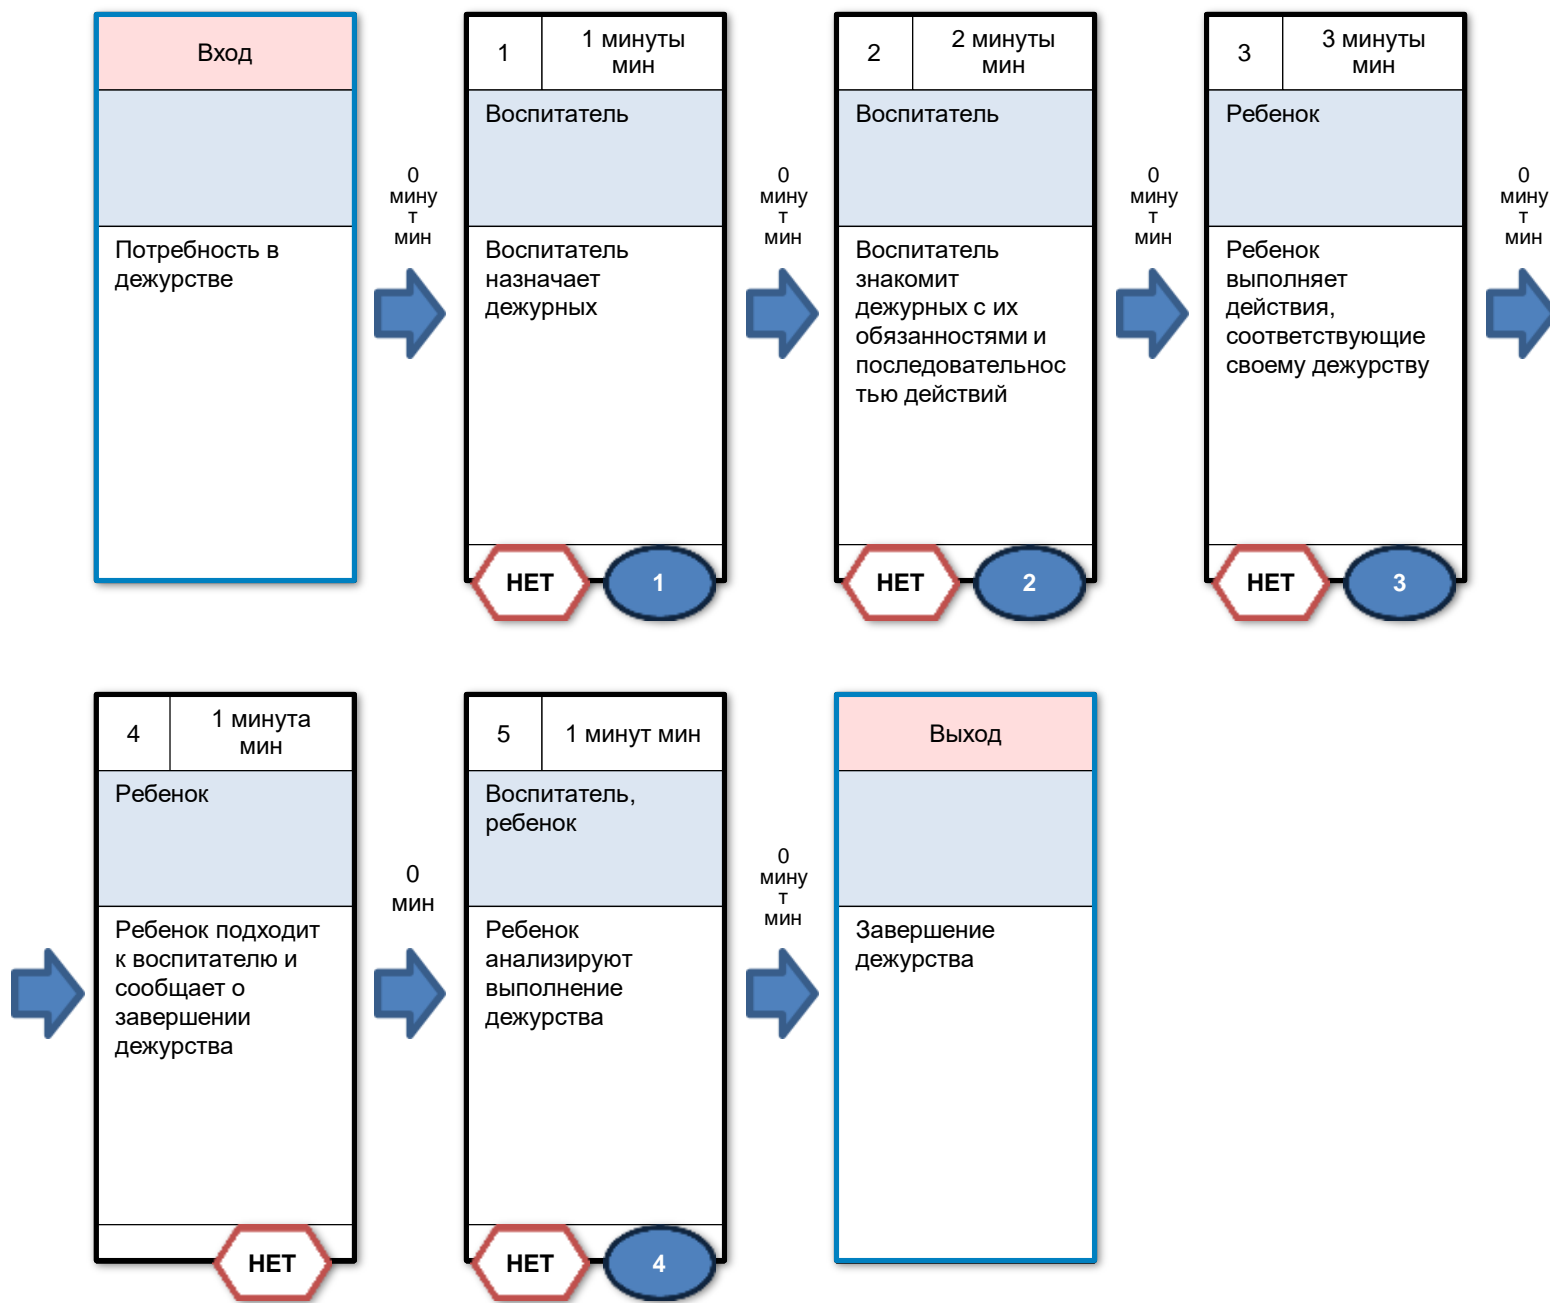 Вход
Потребность в
дежурстве
0
мину
т
мин
1
1 минуты
мин
Воспитатель
Воспитатель
назначает
дежурных
НЕТ
1
0
мину
т
мин
2
2 минуты
мин
Воспитатель
Воспитатель
знакомит
дежурных с их
обязанностями и
последовательнос
тью действий
НЕТ
2
0
мину
т
мин
3
3 минуты
мин
Ребенок
Ребенок
выполняет
действия,
соответствующие
своему дежурству
НЕТ
3
0
мину
т
мин
4
1 минута
мин
Ребенок
Ребенок подходит
к воспитателю и
сообщает о
завершении
дежурства
НЕТ
0
мин
5
1 минут мин
Воспитатель,
ребенок
Ребенок
анализируют
выполнение
дежурства
НЕТ
4
0
мину
т
мин
Выход
Завершение
дежурства